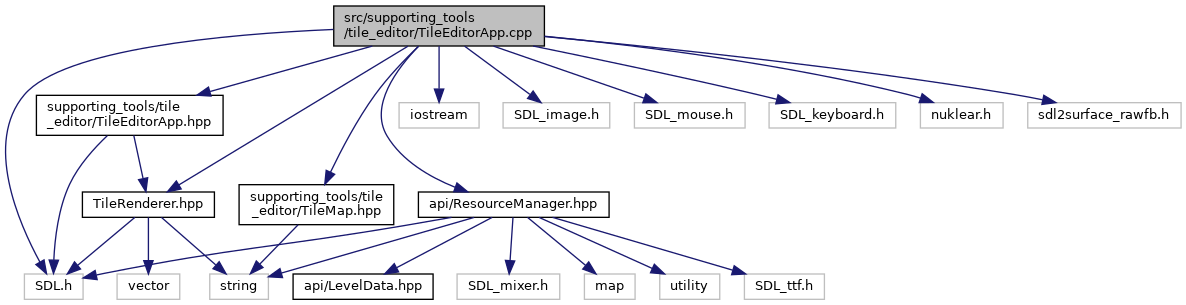 src/supporting_tools
/tile_editor/TileEditorApp.cpp
supporting_tools/tile
_editor/TileEditorApp.hpp
iostream
SDL_image.h
SDL_mouse.h
SDL_keyboard.h
nuklear.h
sdl2surface_rawfb.h
TileRenderer.hpp
supporting_tools/tile
_editor/TileMap.hpp
api/ResourceManager.hpp
SDL.h
vector
string
api/LevelData.hpp
SDL_mixer.h
map
utility
SDL_ttf.h